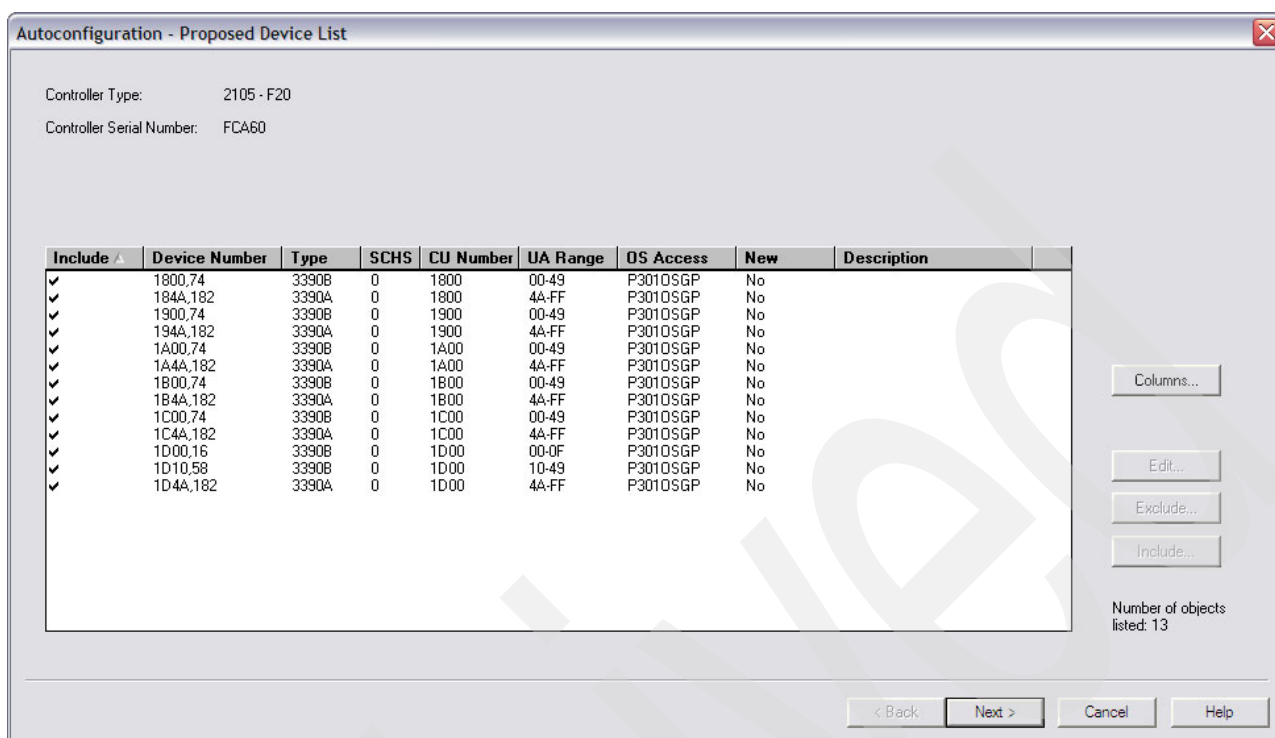 Autoconfiguration - Proposed Device List
Controller Type: 2105 - F20
Controller Serial Number: FCA60
Include Device Number Type SCHS CU Number UA Range OS Access New Description
1800,74 3390B 0 1800 00-49 P301OSGP No
184A,182 3390A 0 1800 4A-FF P301OSGP No
1900,74 3390B 0 1900 00-49 P301OSGP No
194A,182 3390A 0 1900 4A-FF P301OSGP No
1A00,74 3390B 0 1A00 00-49 P301OSGP No
1A4A,182 3390A 0 1A00 4A-FF P301OSGP No
1B00,74 3390B 0 1B00 00-49 P301OSGP No
1B4A,182 3390A 0 1B00 4A-FF P301OSGP No
1C00,74 3390B 0 1C00 00-49 P301OSGP No
1C4A,182 3390A 0 1C00 4A-FF P301OSGP No
1D00,16 3390B 0 1D00 00-0F P301OSGP No
1D10,58 3390B 0 1D00 10-49 P301OSGP No
1D4A,182 3390A 0 1D00 4A-FF P301OSGP No
Columns...
Edit...
Exclude...
Include...
Number of objects
listed: 13
< Back Next > Cancel Help